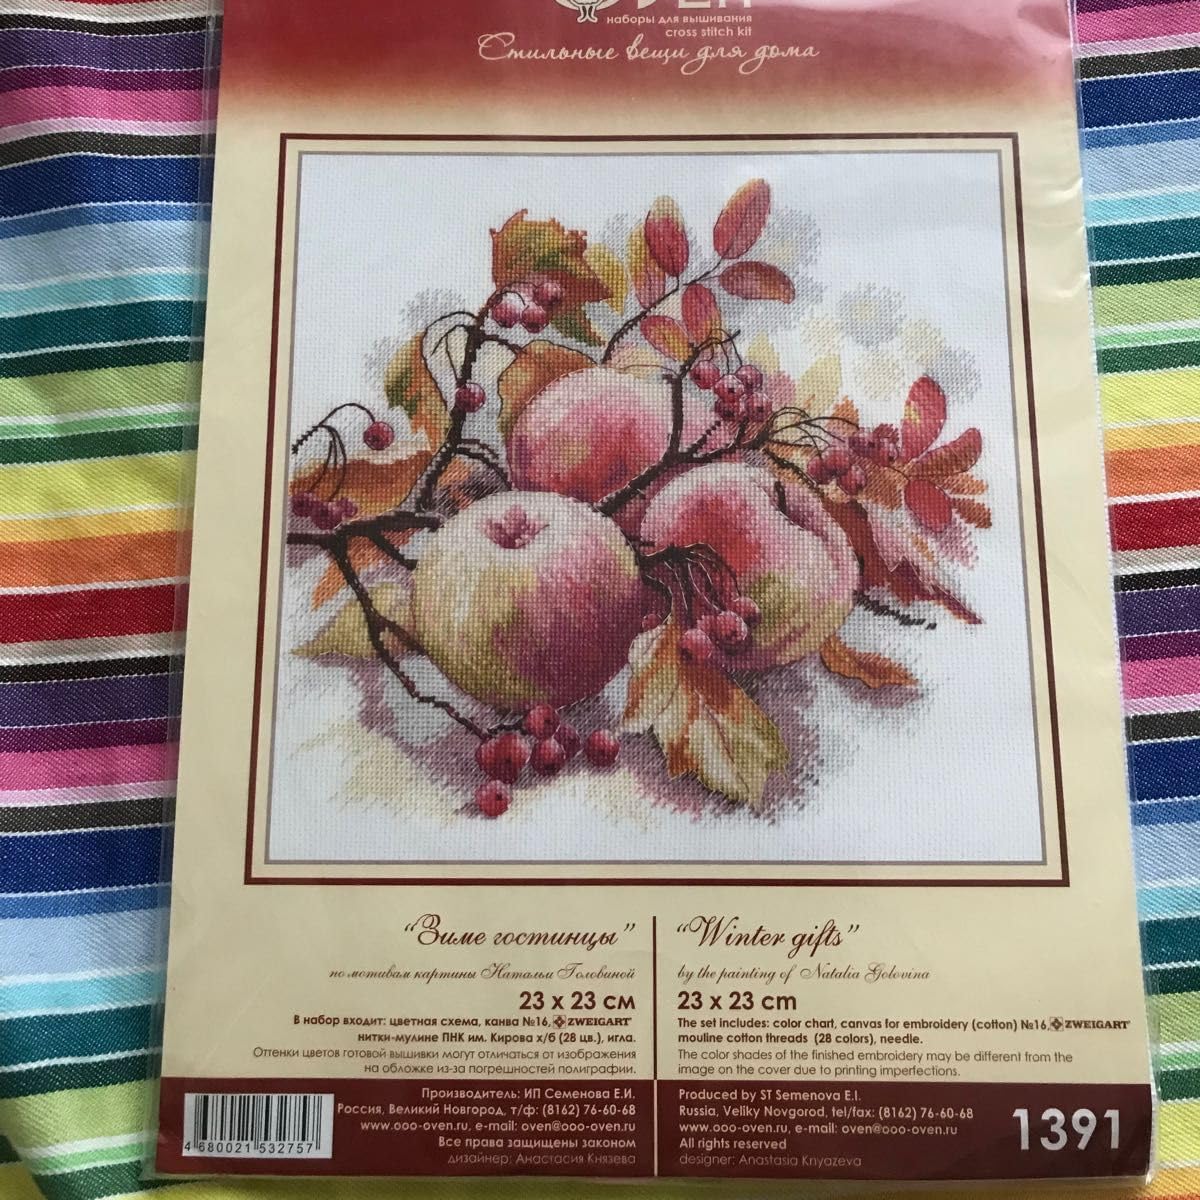 наборы для вышивания
cross stitch kit
Стильные вещи для дома
"Зиме гостинцы"
по мотивам картины Натальи Головиной
23 x 23 см
В набор входит: цветная схема, канва №16, ZWEIGART
нитки-мулине ПНК им. Кирова х/б (28 цв.), игла.
Оттенки цветов готовой вышивки могут отличаться от изображения
на обложке из-за погрешностей полиграфии.
"Winter gifts"
by the painting of Natalia Golovina
23 x 23 cm
The set includes: color chart, canvas for embroidery (cotton) №16, ZWEIGART
mouline cotton threads (28 colors), needle.
The color shades of the finished embroidery may be different from the
image on the cover due to printing imperfections.
4 680021 532757
Производитель: ИП Семенова Е.И.
Россия, Великий Новгород, т/ф: (8162) 76-60-68
www.ooo-oven.ru, e-mail: oven@ooo-oven.ru
Все права защищены законом
дизайнер: Анастасия Князева
Produced by ST Semenova E.I.
Russia, Veliky Novgorod, tel/fax: (8162) 76-60-68
www.ooo-oven.ru, e-mail: oven@ooo-oven.ru
All rights reserved
designer: Anastasia Knyazeva
1391